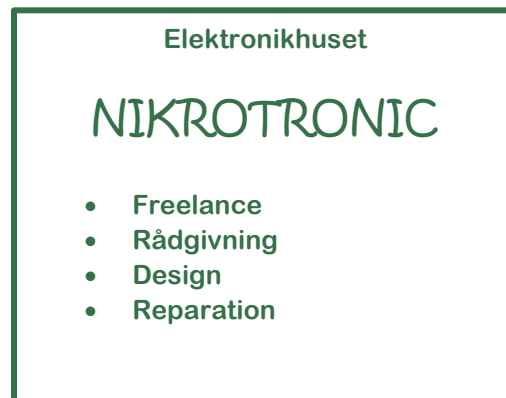 Elektronikhuset
NIKROTRONIC
• Freelance
• Rådgivning
• Design
• Reparation